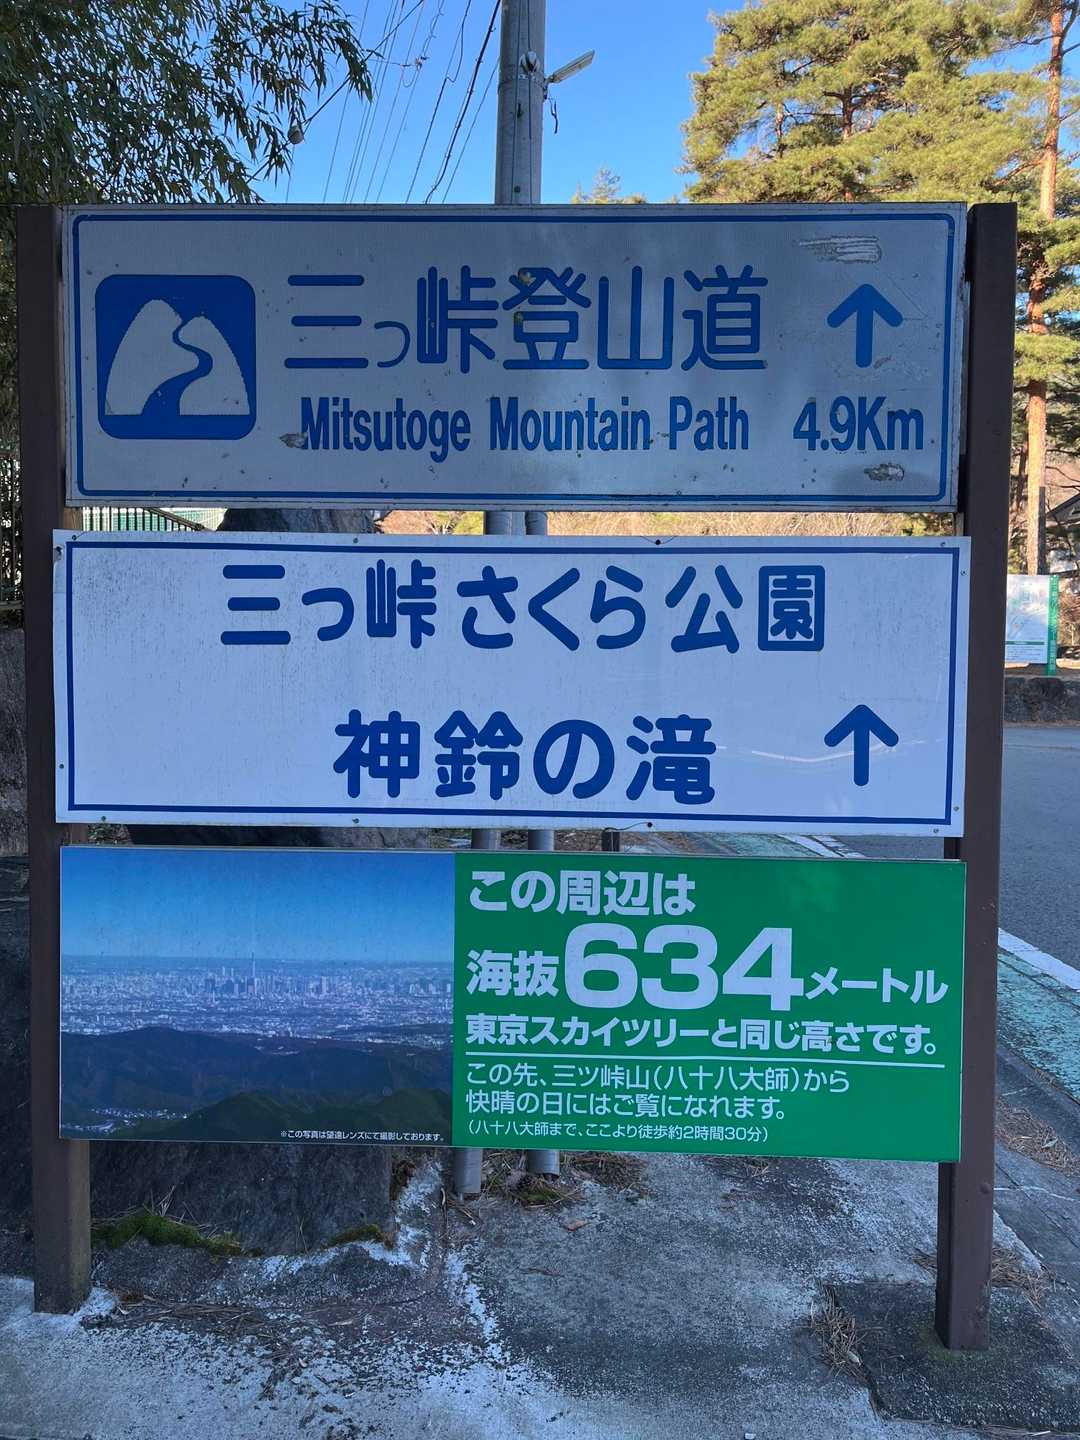 三っ峠登山道 ↑
Mitsutoge Mountain Path 4.9Km
三っ峠さくら公園
神鈴の滝 ↑
この周辺は
海抜634メートル
東京スカイツリーと同じ高さです。
この先、三ツ峠山(八十八大師)から
快晴の日にはご覧になれます。
(八十八大師まで、ここより徒歩約2時間30分)
※この写真は望遠レンズにて撮影しております。